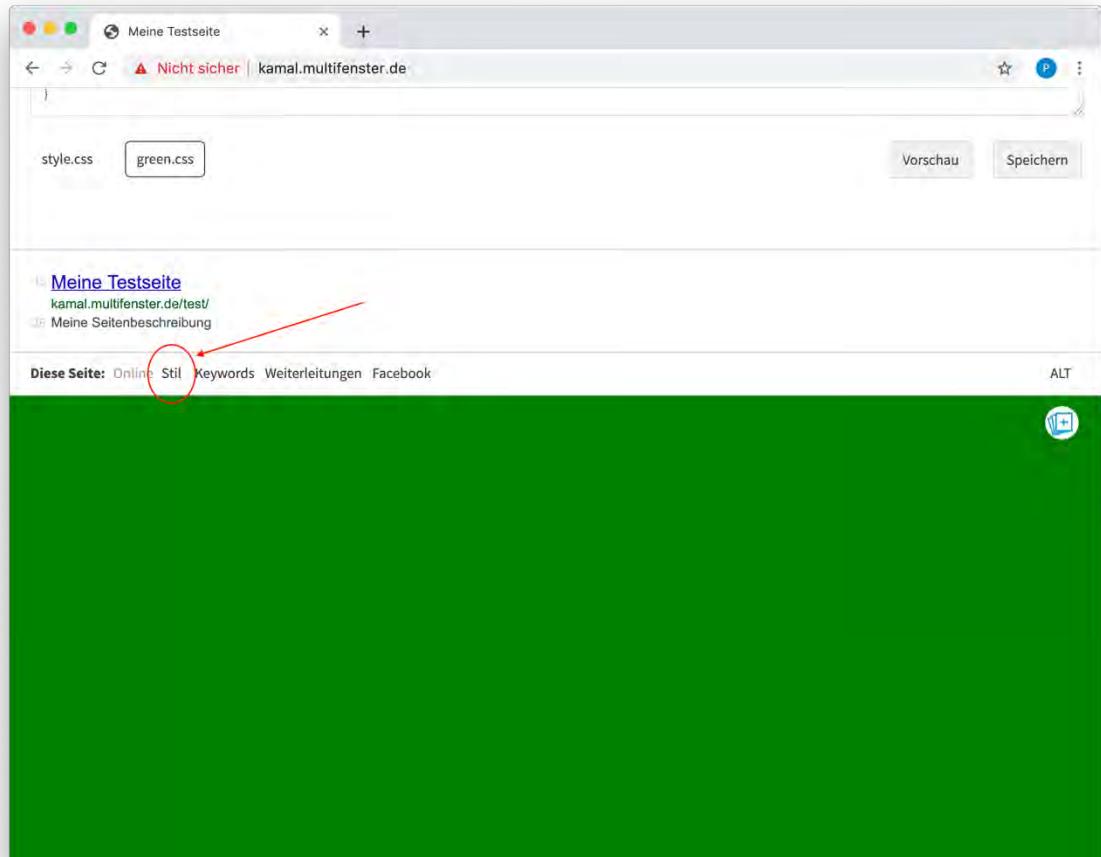 Meine Testseite
Nicht sicher | kamal.multifenster.de
P
}
style.css green.css Vorschau Speichern
Meine Testseite
kamal.multifenster.de/test/
Meine Seitenbeschreibung
Diese Seite: Online Stil Keywords Weiterleitungen Facebook ALT